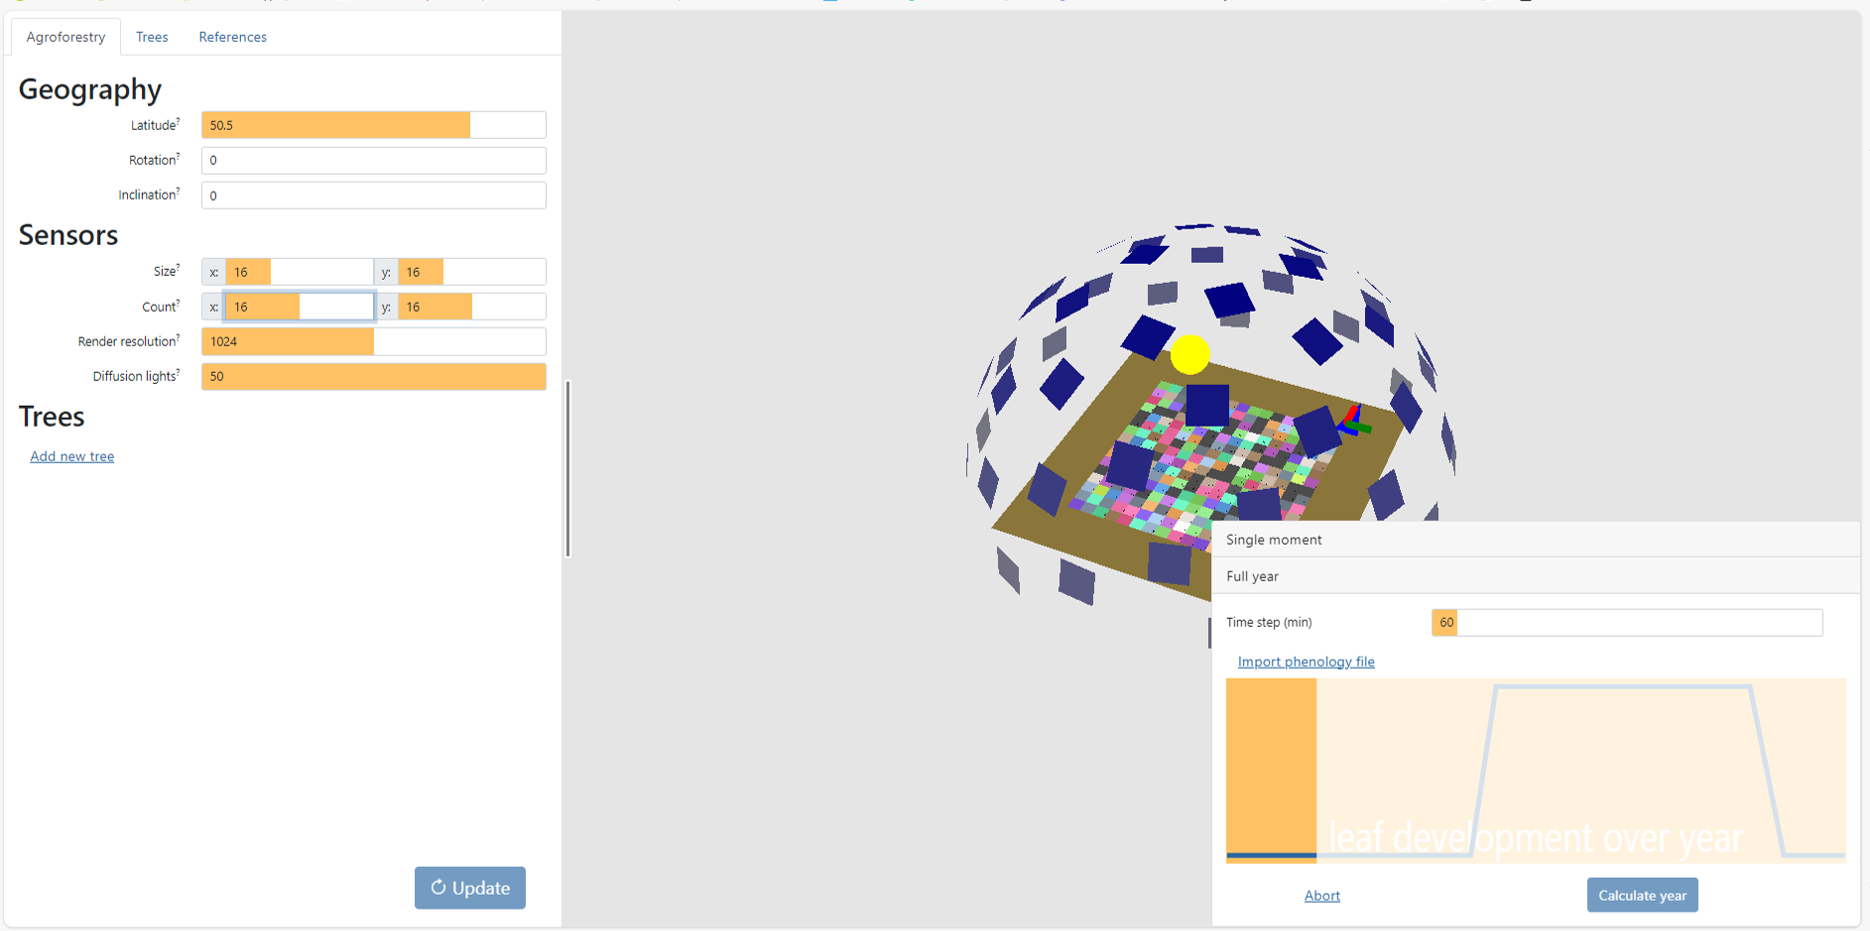 Agroforestry Trees References
Geography
Latitude? 50.5
Rotation? 0
Inclination? 0
Sensors
Size? x: 16 y: 16
Count? x: 16 y: 16
Render resolution? 1024
Diffusion lights? 50
Trees
Add new tree
Update
Single moment
Full year
Time step (min) 60
Import phenology file
leaf development over year
Abort Calculate year